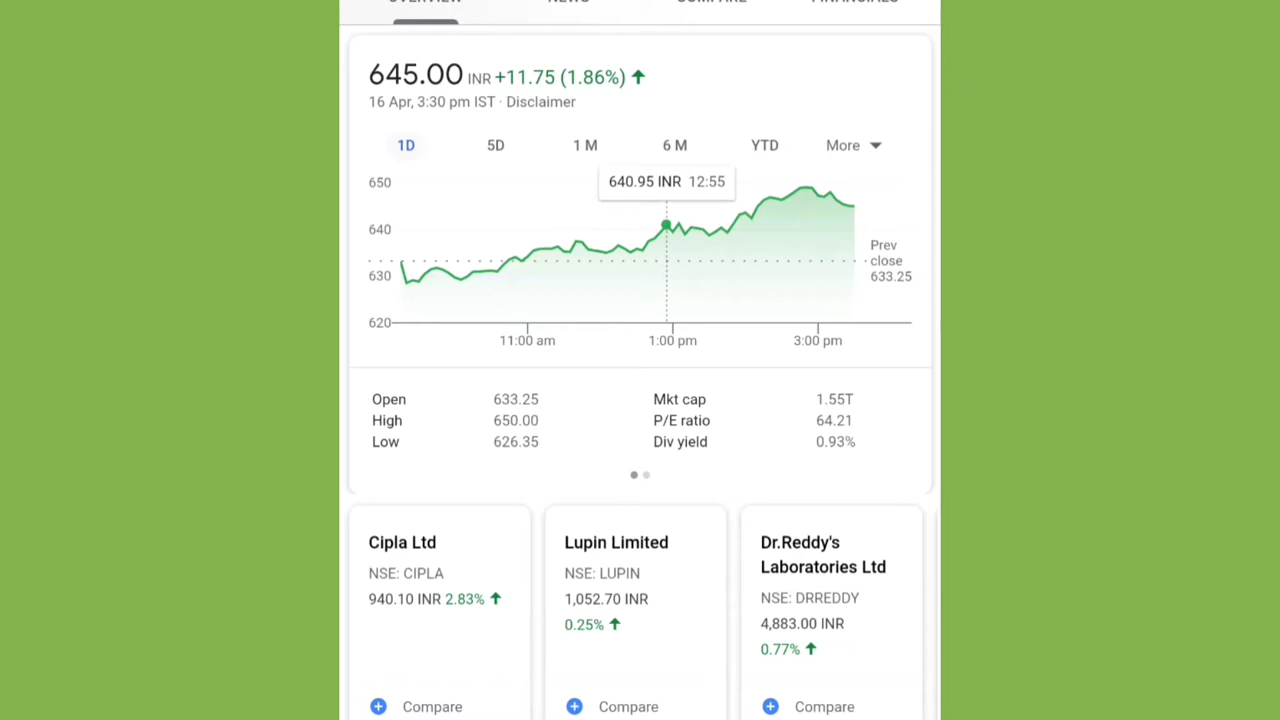 OVERVIEW NEWS COMPARE FINANCIALS
645.00 INR +11.75 (1.86%)
16 Apr, 3:30 pm IST · Disclaimer
1D 5D 1 M 6 M YTD More
640.95 INR 12:55
650
640
630
620
Prev
close
633.25
11:00 am 1:00 pm 3:00 pm
Open 633.25 Mkt cap 1.55T
High 650.00 P/E ratio 64.21
Low 626.35 Div yield 0.93%
Cipla Ltd
NSE: CIPLA
940.10 INR 2.83%
Compare
Lupin Limited
NSE: LUPIN
1,052.70 INR
0.25%
Compare
Dr.Reddy's
Laboratories Ltd
NSE: DRREDDY
4,883.00 INR
0.77%
Compare